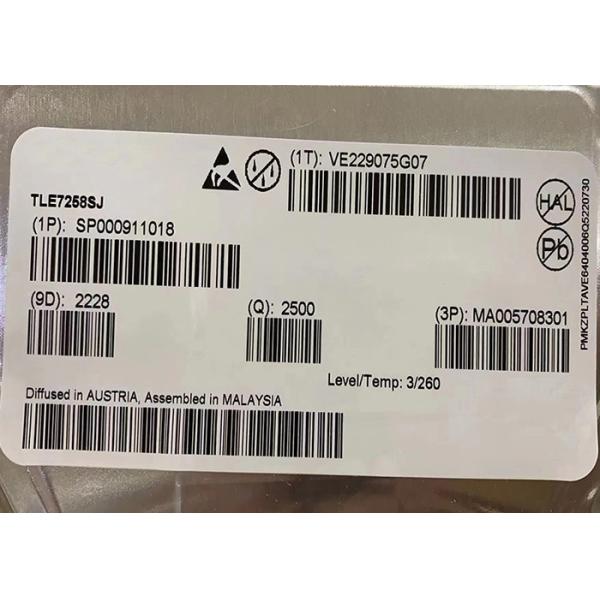 (1T): VE229075G07
TLE7258SJ
(1P): SP000911018
HAL
Pb
(9D): 2228
(Q): 2500
(3P): MA005708301
Level/Temp: 3/260
Diffused in AUSTRIA, Assembled in MALAYSIA
PMKZPLTAVE6404006Q5220730